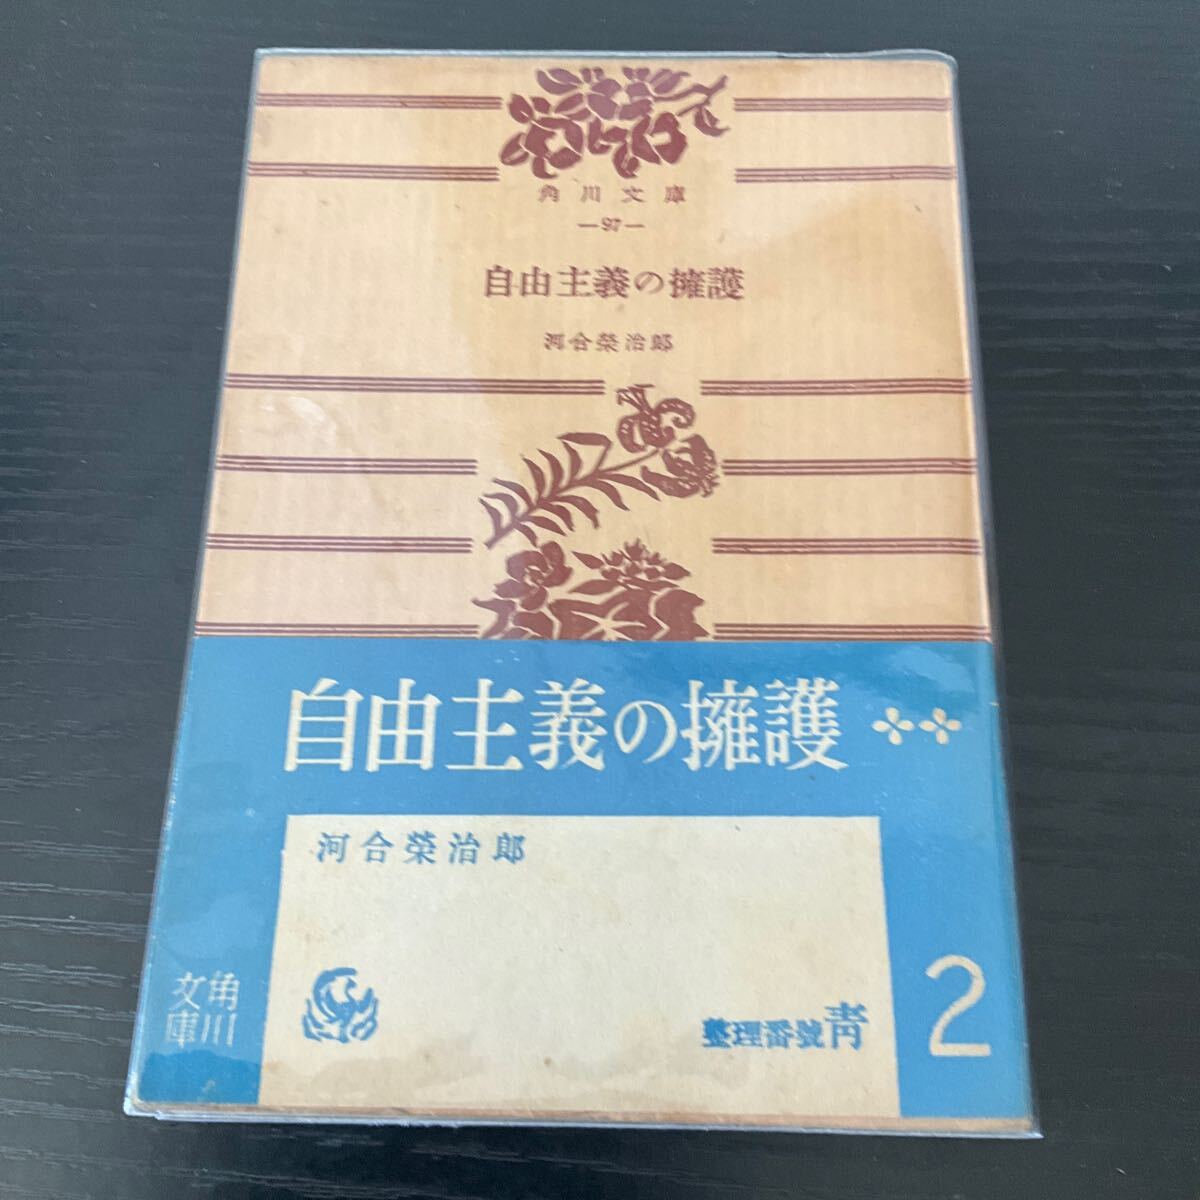 角川文庫
—97—
自由主義の擁護
河合榮治郎
自由主義の擁護
河合榮治郎
角川文庫
整理番號靑
2